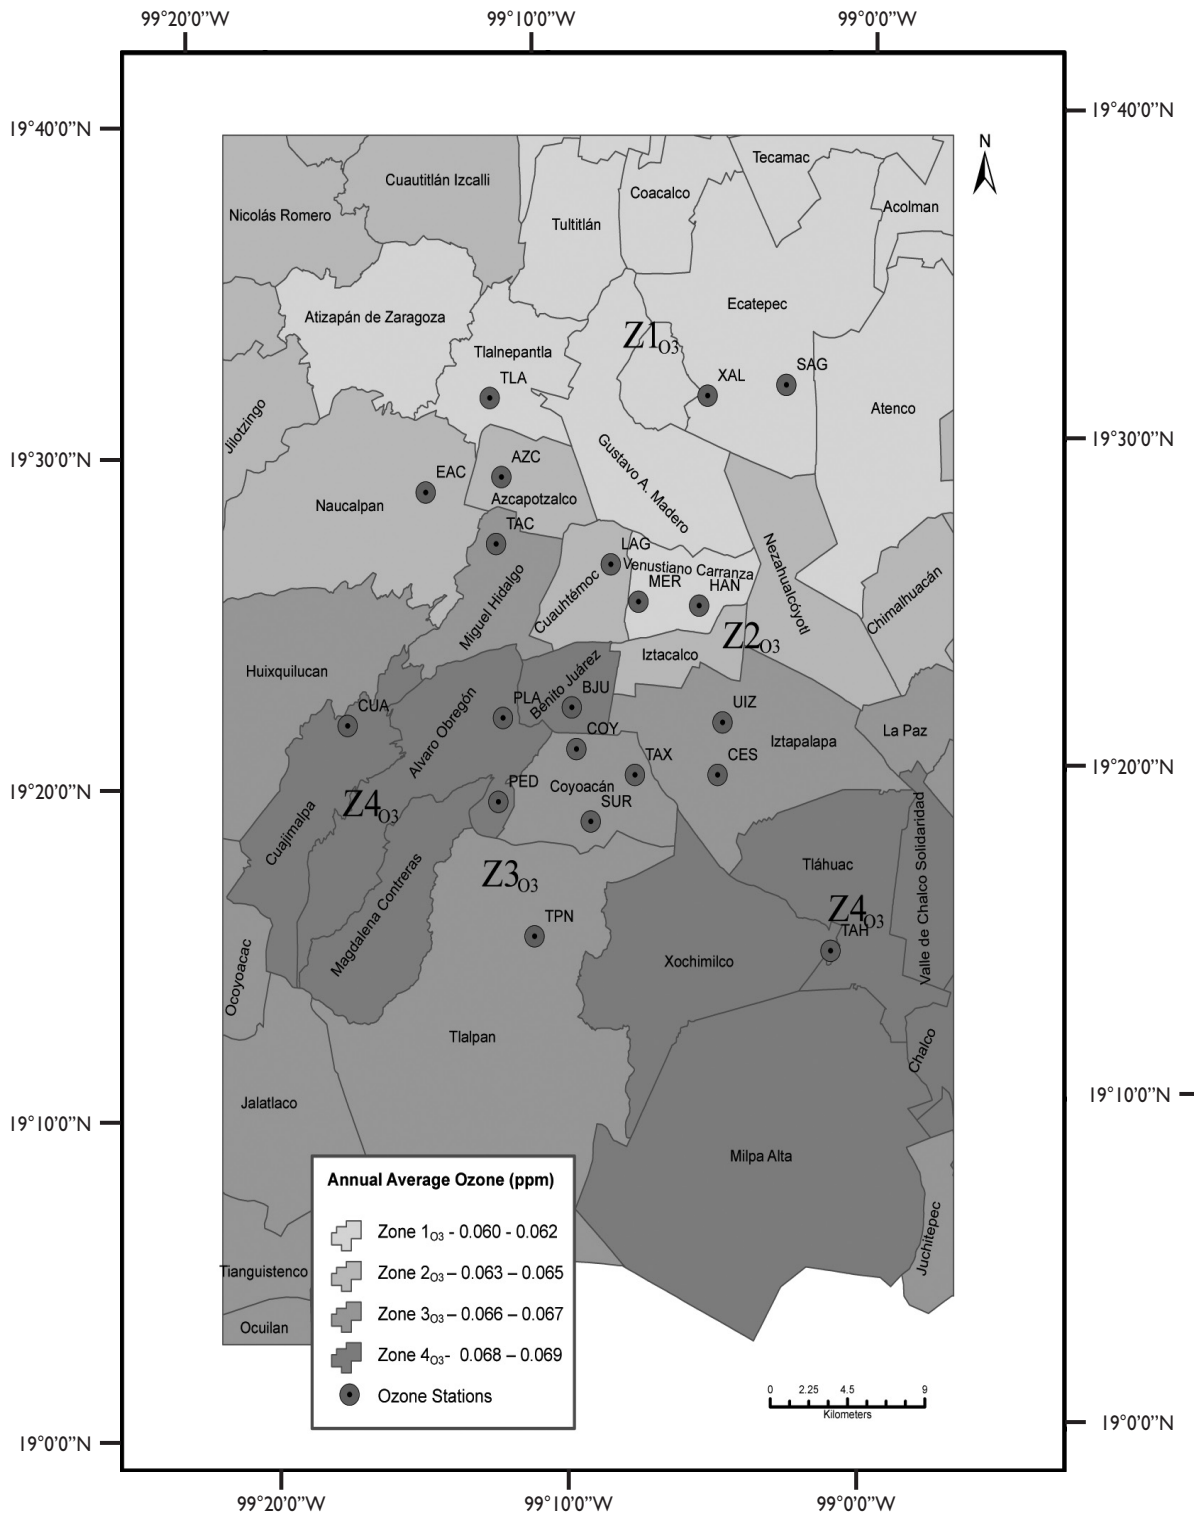 99°20'0"W 99°10'0"W 99°0'0"W
19°40'0"N
19°40'0"N
N
Tecamac
Cuautitlán Izcalli
Coacalco
Acolman
Nicolás Romero
Tultitlán
Ecatepec
Atizapán de Zaragoza
Z1O3
Tlalnepantla
SAG
XAL
TLA
Atenco
Jilotzingo
19°30'0"N
19°30'0"N
Gustavo A. Madero
AZC
EAC
Azcapotzalco
Naucalpan
TAC
LAG
Nezahualcóyotl
Venustiano Carranza
MER
HAN
Cuauhtémoc
Miguel Hidalgo
Chimalhuacán
Z2O3
Iztacalco
Huixquilucan
Bénito Juárez
BJU
PLA
CUA
UIZ
Alvaro Obregón
COY
La Paz
Iztapalapa
TAX
CES
19°20'0"N
19°20'0"N
PED
Coyoacán
SUR
Z4O3
Cuajimalpa
Tláhuac
Z3O3
Valle de Chalco Solidaridad
Magdalena Contreras
Z4O3
TPN
TAH
Xochimilco
Ocoyoacac
Tlalpan
Chalco
Jalatlaco
19°10'0"N
19°10'0"N
Milpa Alta
Juchitepec
Annual Average Ozone (ppm)
Zone 1O3 - 0.060 - 0.062
Zone 2O3 – 0.063 – 0.065
Zone 3O3 – 0.066 – 0.067
Zone 4O3- 0.068 – 0.069
Ozone Stations
Tianguistenco
Ocuilan
0 2.25 4.5 9
Kilometers
19°0'0"N
19°0'0"N
99°20'0"W 99°10'0"W 99°0'0"W